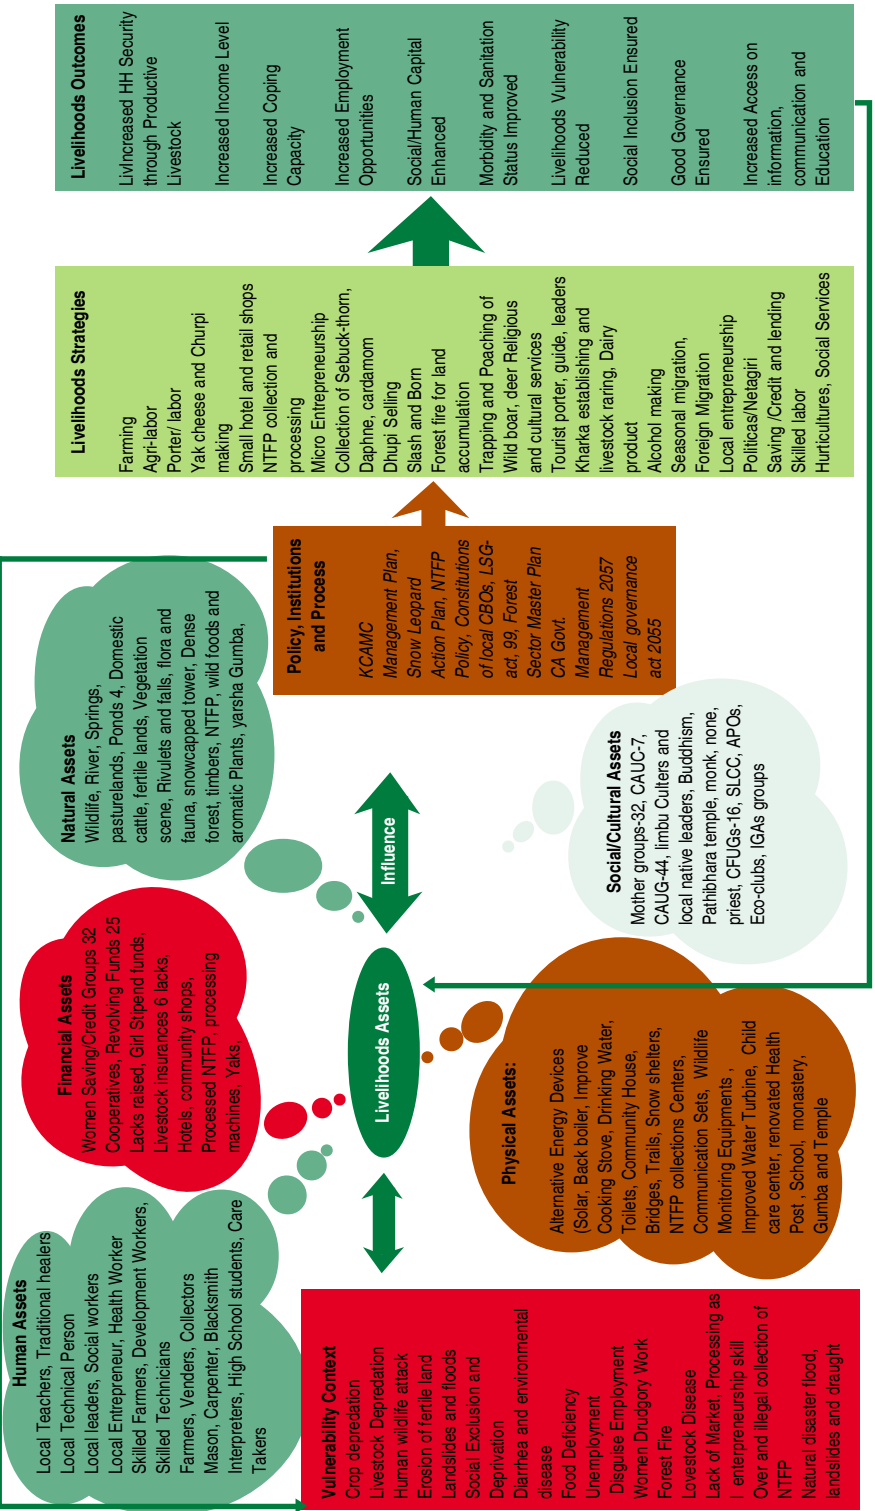 Human Assets
Local Teachers, Traditional healers
Local Technical Person
Local leaders, Social workers
Local Entrepreneur, Health Worker
Skilled Farmers, Development Workers,
Skilled Technicians
Farmers, Venders, Collectors
Mason, Carpenter, Blacksmith
Interpreters, High School students, Care
Takers
Financial Assets
Women Saving/Credit Groups 32
Cooperatives, Revolving Funds 25
Lacks raised, Girl Stipend funds,
Livestock insurances 6 lacks,
Hotels, community shops,
Processed NTFP, processing
machines, Yaks,
Natural Assets
Wildlife, River, Springs,
pasturelands, Ponds 4, Domestic
cattle, fertile lands, Vegetation
scene, Rivulets and falls, flora and
fauna, snowcapped tower, Dense
forest, timbers, NTFP, wild foods and
aromatic Plants, yarsha Gumba,
Vulnerability Context
Crop depredation
Livestock Depredation
Human wildlife attack
Erosion of fertile land
Landslides and floods
Social Exclusion and
Deprivation
Diarrhea and environmental
disease
Food Deficiency
Unemployment
Disguise Employment
Women Drudgory Work
Forest Fire
Lovestock Disease
Lack of Market, Processing as
l enterpreneurship skill
Over and illegal collection of
NTFP
Natural disaster flood,
landslides and draught
Livelihoods Assets
Influence
Physical Assets:
Alternative Energy Devices
(Solar, Back boiler, Improve
Cooking Stove, Drinking Water,
Toilets, Community House,
Bridges, Trails, Snow shelters,
NTFP collections Centers,
Communication Sets, Wildlife
Monitoring Equipments ,
Improved Water Turbine, Child
care center, renovated Health
Post , School, monastery,
Gumba and Temple
Social/Cultural Assets
Mother groups-32, CAUC-7,
CAUG-44, limbu Culters and
local native leaders, Buddhism,
Pathibhara temple, monk, none,
priest, CFUGs-16, SLCC, APOs,
Eco-clubs, IGAs groups
Policy, Institutions
and Process
KCAMC
Management Plan,
Snow Leopard
Action Plan, NTFP
Policy, Constitutions
of local CBOs, LSG-
act, 99, Forest
Sector Master Plan
CA Govt.
Management
Regulations 2057
Local governance
act 2055
Livelihoods Strategies
Farming
Agri-labor
Porter/ labor
Yak cheese and Churpi
making
Small hotel and retail shops
NTFP collection and
processing
Micro Entrepreneurship
Collection of Sebuck-thorn,
Daphne, cardamom
Dhupi Selling
Slash and Born
Forest fire for land
accumulation
Trapping and Poaching of
Wild boar, deer Religious
and cultural services
Tourist porter, guide, leaders
Kharka establishing and
livestock raring, Dairy
product
Alcohol making
Seasonal migration,
Foreign Migration
Local entrepreneurship
Politicas/Netagiri
Saving /Credit and lending
Skilled labor
Hurticultures, Social Services
Livelihoods Outcomes
LivIncreased HH Security
through Productive
Livestock
Increased Income Level
Increased Coping
Capacity
Increased Employment
Opportunities
Social/Human Capital
Enhanced
Morbidity and Sanitation
Status Improved
Livelihoods Vulnerability
Reduced
Social Inclusion Ensured
Good Governance
Ensured
Increased Access on
information,
communication and
Education